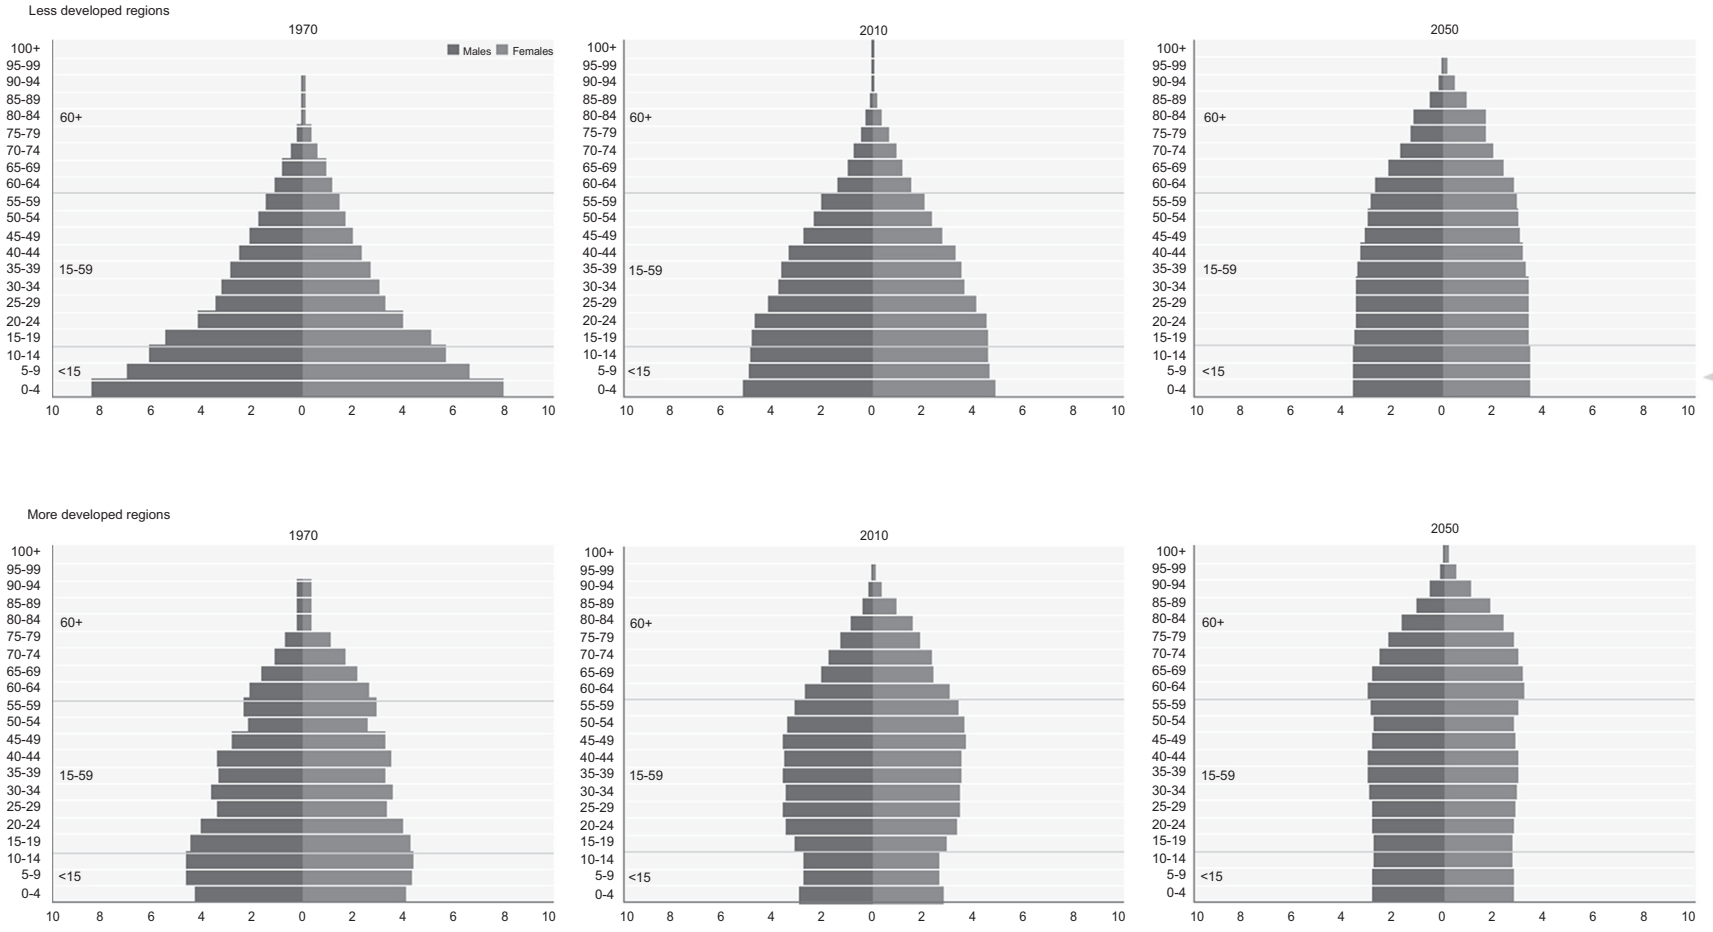 Less developed regions
1970
2010
2050
Males Females
100+ 100+ 100+
95-99 95-99 95-99
90-94 90-94 90-94
85-89 85-89 85-89
80-84 60+ 80-84 60+ 80-84 60+
75-79 75-79 75-79
70-74 70-74 70-74
65-69 65-69 65-69
60-64 60-64 60-64
55-59 55-59 55-59
50-54 50-54 50-54
45-49 45-49 45-49
40-44 40-44 40-44
35-39 15-59 35-39 15-59 35-39 15-59
30-34 30-34 30-34
25-29 25-29 25-29
20-24 20-24 20-24
15-19 15-19 15-19
10-14 10-14 10-14
5-9 <15 5-9 <15 5-9 <15
0-4 0-4 0-4
10 8 6 4 2 0 2 4 6 8 10 10 8 6 4 2 0 2 4 6 8 10 10 8 6 4 2 0 2 4 6 8 10
More developed regions
1970
2010
2050
100+ 100+ 100+
95-99 95-99 95-99
90-94 90-94 90-94
85-89 85-89 85-89
80-84 60+ 80-84 60+ 80-84 60+
75-79 75-79 75-79
70-74 70-74 70-74
65-69 65-69 65-69
60-64 60-64 60-64
55-59 55-59 55-59
50-54 50-54 50-54
45-49 45-49 45-49
40-44 40-44 40-44
35-39 15-59 35-39 15-59 35-39 15-59
30-34 30-34 30-34
25-29 25-29 25-29
20-24 20-24 20-24
15-19 15-19 15-19
10-14 10-14 10-14
5-9 <15 5-9 <15 5-9 <15
0-4 0-4 0-4
10 8 6 4 2 0 2 4 6 8 10 10 8 6 4 2 0 2 4 6 8 10 10 8 6 4 2 0 2 4 6 8 10